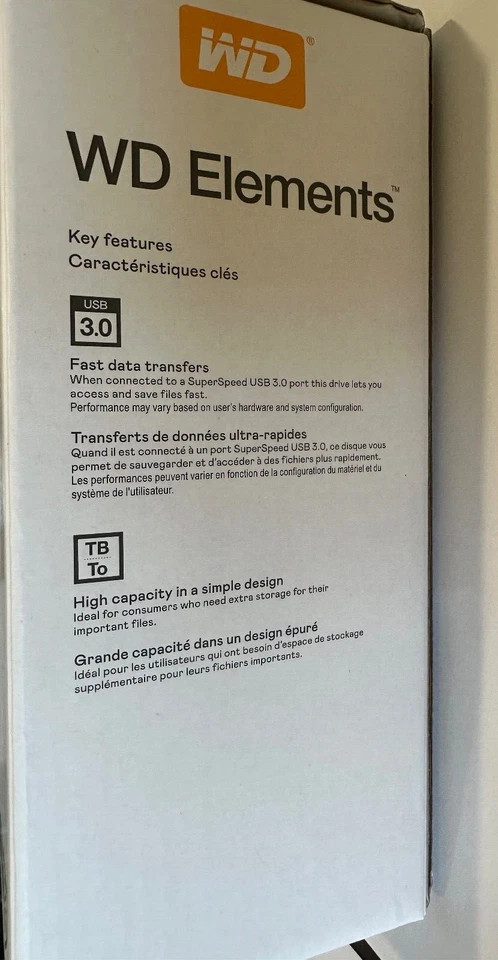 WD®
WD Elements™
Key features
Caractéristiques clés
USB
3.0
Fast data transfers
When connected to a SuperSpeed USB 3.0 port this drive lets you
access and save files fast.
Performance may vary based on user's hardware and system configuration.
Transferts de données ultra-rapides
Quand il est connecté à un port SuperSpeed USB 3.0, ce disque vous
permet de sauvegarder et d'accéder à des fichiers plus rapidement.
Les performances peuvent varier en fonction de la configuration du matériel et du
système de l'utilisateur.
TB
To
High capacity in a simple design
Ideal for consumers who need extra storage for their
important files.
Grande capacité dans un design épuré
Idéal pour les utilisateurs qui ont besoin d'espace de stockage
supplémentaire pour leurs fichiers importants.